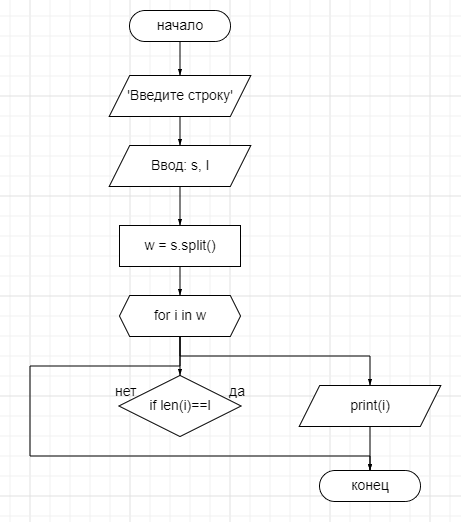 начало
'Введите строку'
Ввод: s, l
w = s.split()
for i in w
нет
да
if len(i)==l
print(i)
конец